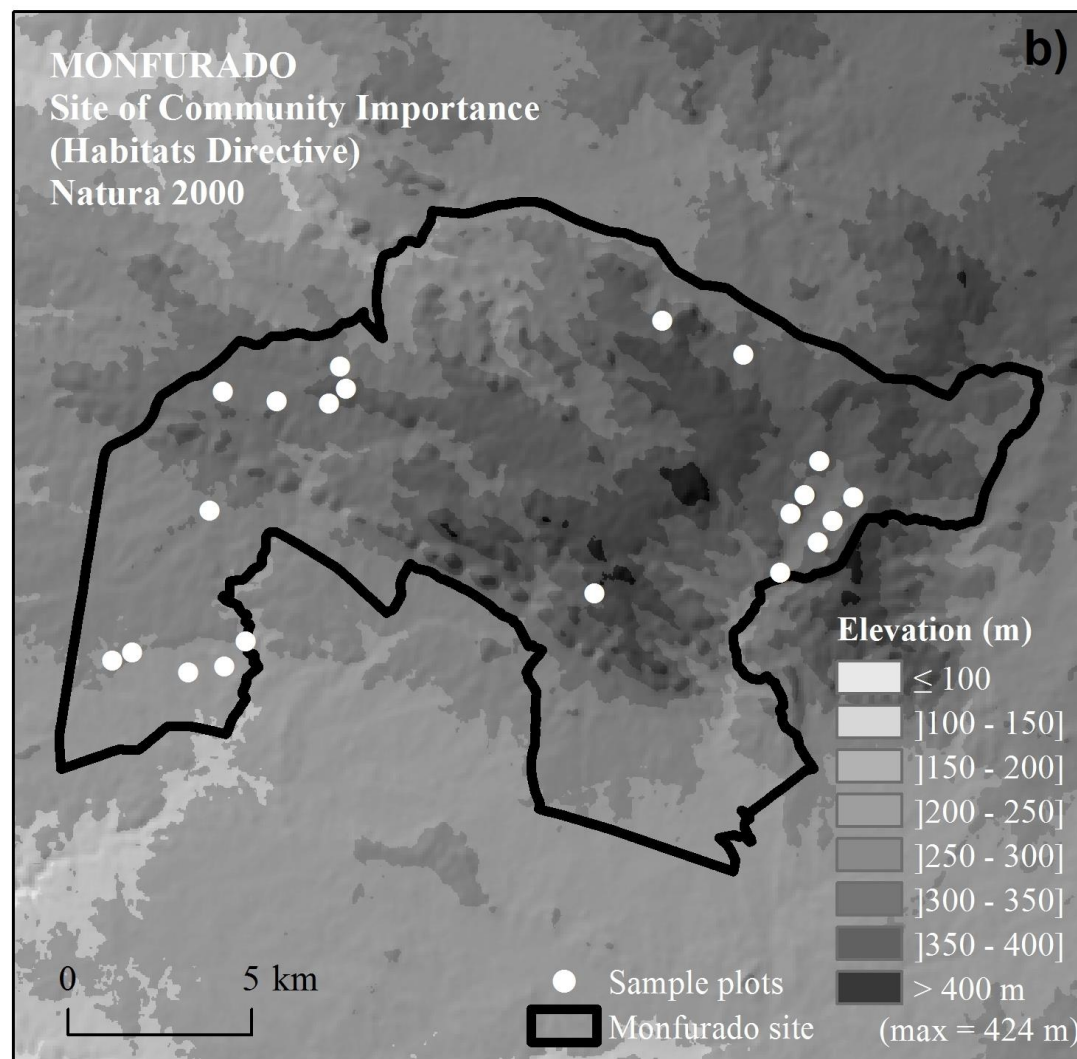 b)
MONFURADO
Site of Community Importance
(Habitats Directive)
Natura 2000
Elevation (m)
≤ 100
]100 - 150]
]150 - 200]
]200 - 250]
]250 - 300]
]300 - 350]
]350 - 400]
> 400 m
(max = 424 m)
0 5 km
Sample plots
Monfurado site